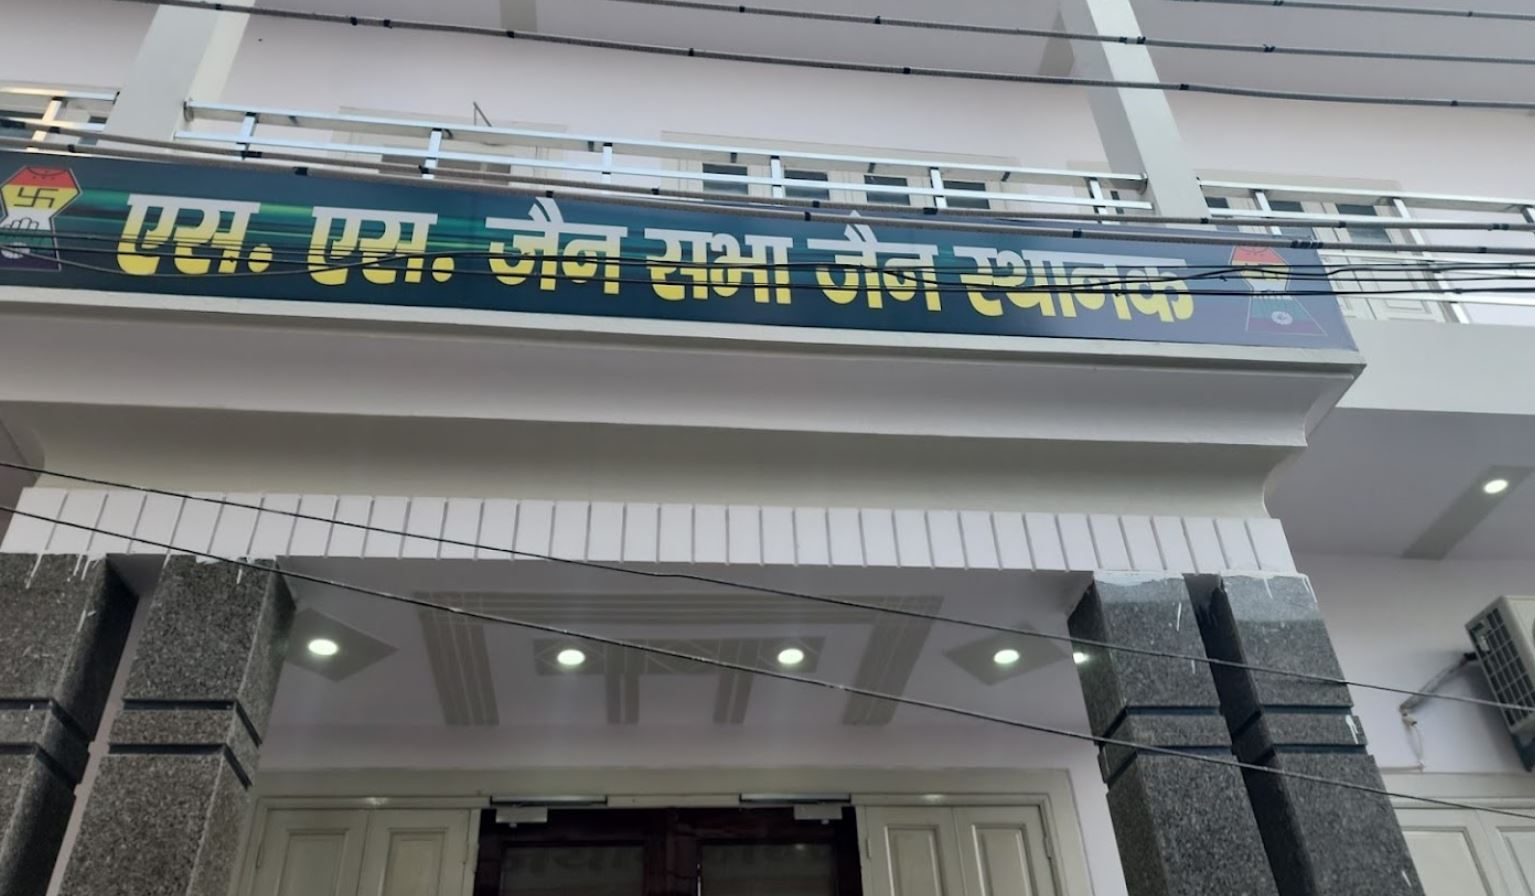 एस. एस. जैन सभा जैन स्थानक